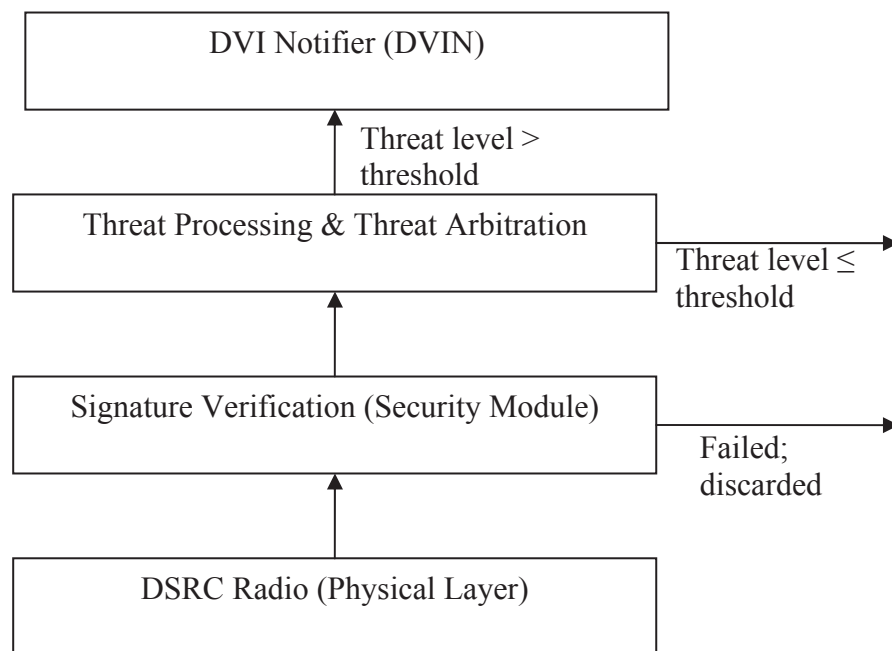 DVI Notifier (DVIN)
Threat level >
threshold
Threat Processing & Threat Arbitration
Threat level ≤
threshold
Signature Verification (Security Module)
Failed;
discarded
DSRC Radio (Physical Layer)